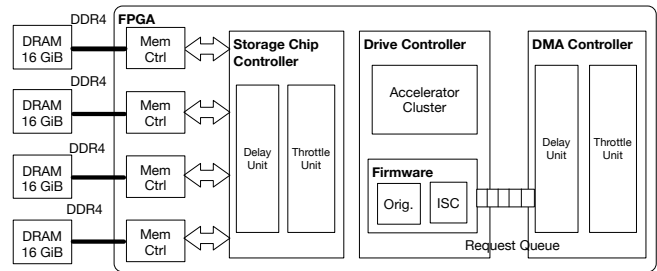 DDR4
DRAM
16 GiB
DDR4
DRAM
16 GiB
DDR4
DRAM
16 GiB
DDR4
DRAM
16 GiB
FPGA
Mem
Ctrl
Mem
Ctrl
Mem
Ctrl
Mem
Ctrl
Storage Chip
Controller
Delay
Unit
Throttle
Unit
Drive Controller
Accelerator
Cluster
Firmware
Orig.
ISC
Request Queue
DMA Controller
Delay
Unit
Throttle
Unit